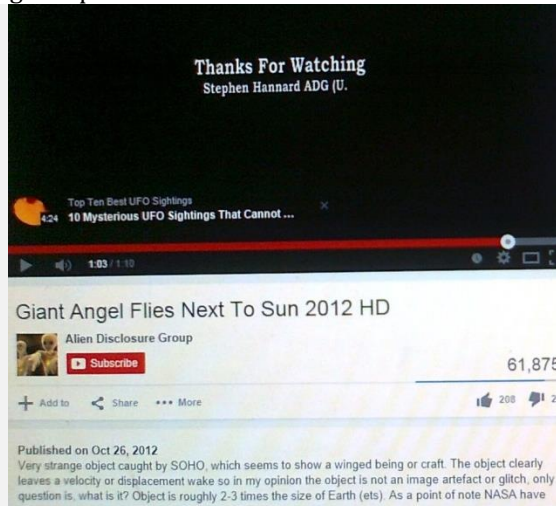 Thanks For Watching
Stephen Hannard ADG (U.
Top Ten Best UFO Sightings
4:24 10 Mysterious UFO Sightings That Cannot ...
1:03 / 1:10
Giant Angel Flies Next To Sun 2012 HD
Alien Disclosure Group
Subscribe
61,875
Add to Share More
208 2
Published on Oct 26, 2012
Very strange object caught by SOHO, which seems to show a winged being or craft. The object clearly
leaves a velocity or displacement wake so in my opinion the object is not an image artefact or glitch, only
question is, what is it? Object is roughly 2-3 times the size of Earth (ets). As a point of note NASA have